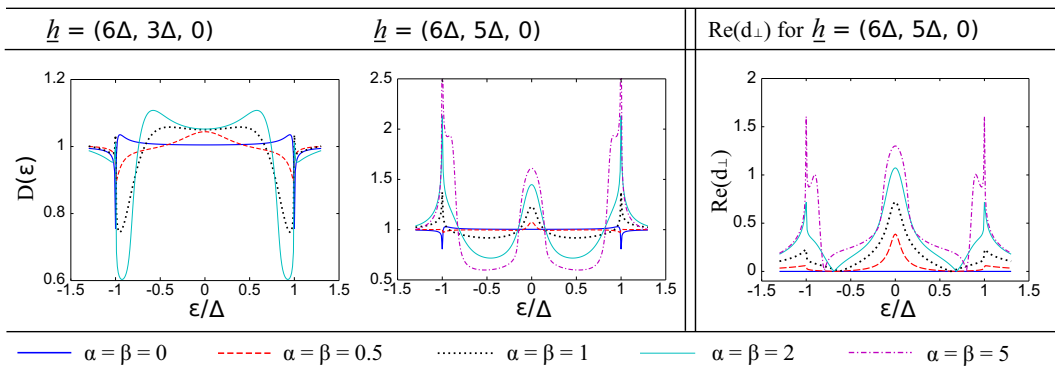 h = (6Δ, 3Δ, 0)
h = (6Δ, 5Δ, 0)
Re(d⊥) for h = (6Δ, 5Δ, 0)
D(ε)
1.2
1
0.8
0.6
-1 -0.5 0 0.5 1 1.5
ε/Δ
2.5
2
1.5
1
0.5
-1 -0.5 0 0.5 1 1.5
ε/Δ
Re(d⊥)
2
1.5
1
0.5
0
-1.5 -1 -0.5 0 0.5 1 1.5
ε/Δ
α = β = 0
α = β = 0.5
α = β = 1
α = β = 2
α = β = 5